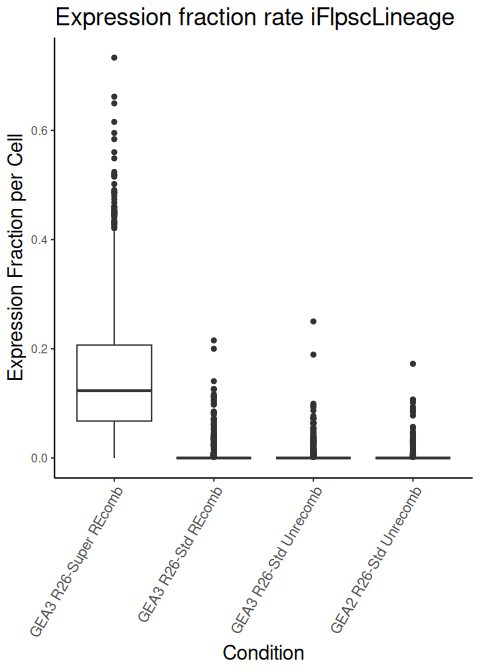 Expression fraction rate iFlpscLineage
Expression Fraction per Cell
0.6
0.4
0.2
0.0
GEA3 R26-Super REcomb
GEA3 R26-Std REcomb
GEA3 R26-Std Unrecomb
GEA2 R26-Std Unrecomb
Condition